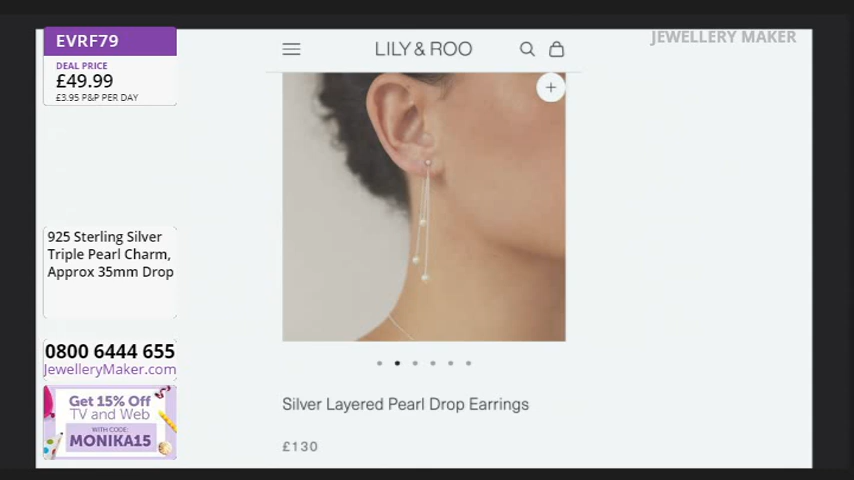 EVRF79
DEAL PRICE
£49.99
£3.95 P&P PER DAY
LILY & ROO
JEWELLERY MAKER
925 Sterling Silver
Triple Pearl Charm,
Approx 35mm Drop
0800 6444 655
JewelleryMaker.com
Get 15% Off
TV and Web
WITH CODE:
MONIKA15
Silver Layered Pearl Drop Earrings
£130